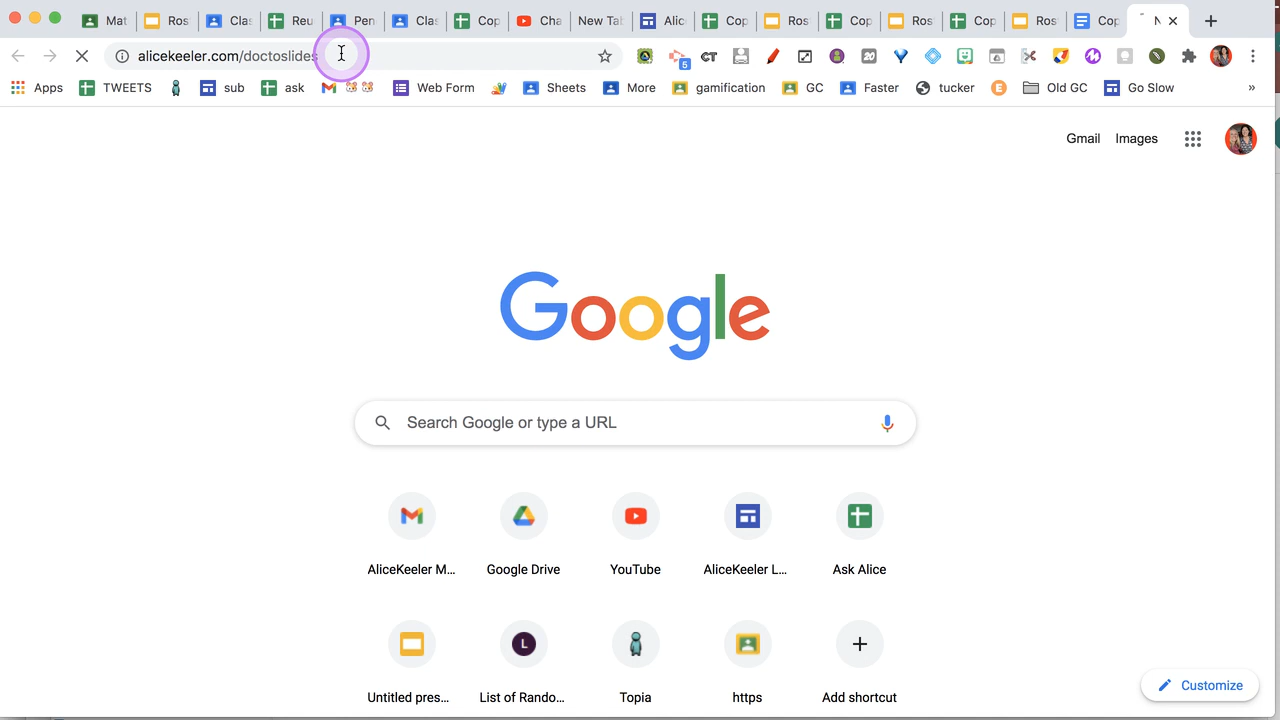 Mat
Ros
Clas
Reu
Pen
Clas
Cop
Cha
New Tab
Alic
Cop
Ros
Cop
Ros
Cop
Ros
Cop
N
alicekeeler.com/doctoslides
CT
5
20
Apps
TWEETS
sub
ask
Web Form
Sheets
More
gamification
GC
Faster
tucker
E
Old GC
Go Slow
»
Gmail
Images
Google
Search Google or type a URL
AliceKeeler M...
Google Drive
YouTube
AliceKeeler L...
Ask Alice
L
Untitled pres...
List of Rando...
Topia
https
Add shortcut
Customize